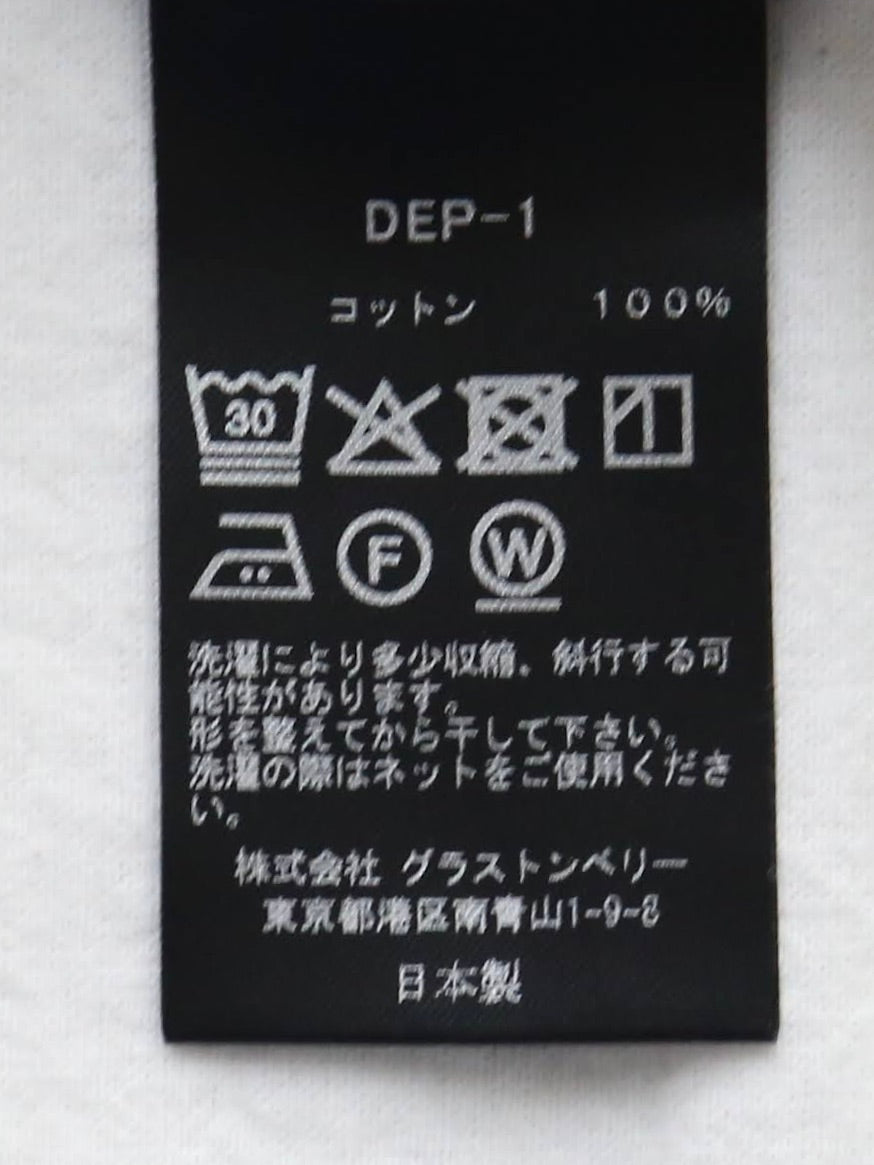 DEP-1
コットン 100%
30
F W
洗濯により多少収縮、斜行する可
能性があります。
形を整えてから干して下さい。
洗濯の際はネットをご使用くださ
い。
株式会社 グラストンベリー
東京都港区南青山1-9-8
日本製